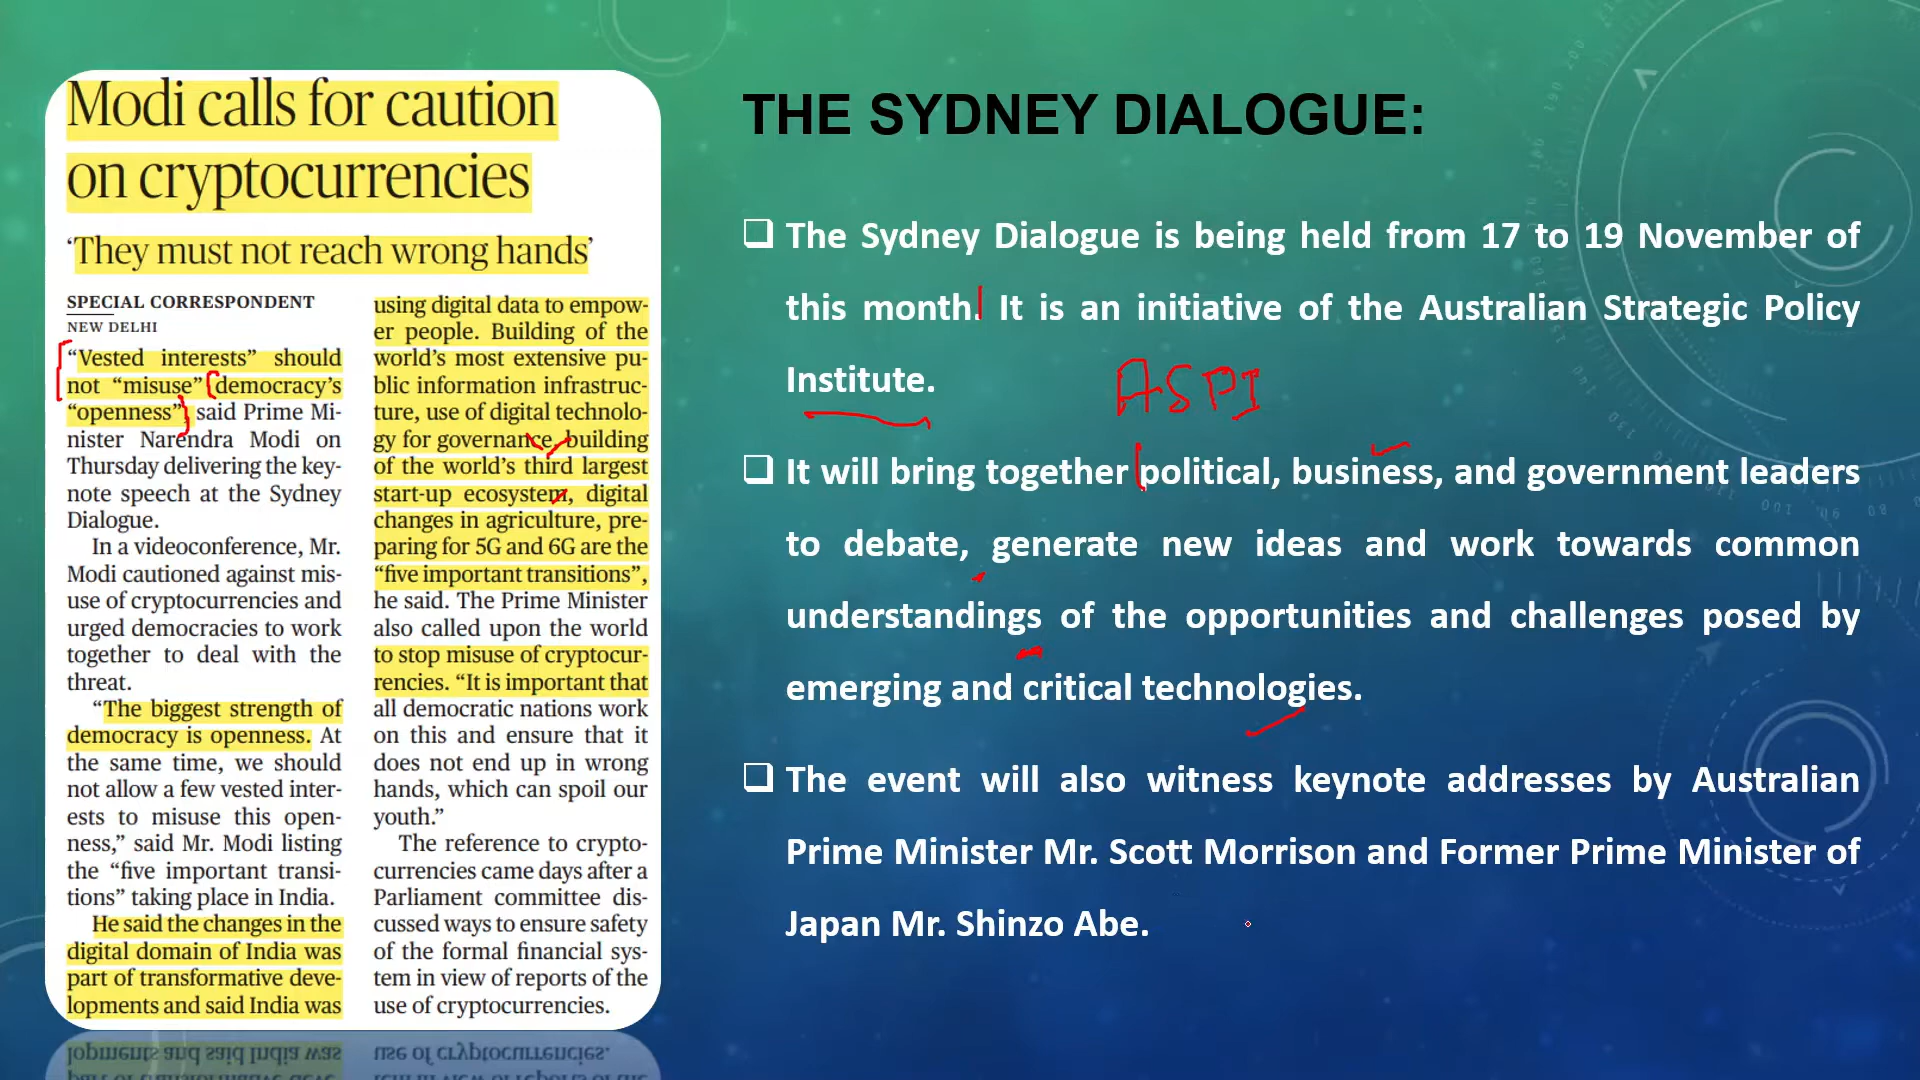 Modi calls for caution
on cryptocurrencies
‘They must not reach wrong hands’
SPECIAL CORRESPONDENT
NEW DELHI
“Vested interests” should
not “misuse” democracy’s
“openness”, said Prime Mi-
nister Narendra Modi on
Thursday delivering the key-
note speech at the Sydney
Dialogue.
In a videoconference, Mr.
Modi cautioned against mis-
use of cryptocurrencies and
urged democracies to work
together to deal with the
threat.
“The biggest strength of
democracy is openness. At
the same time, we should
not allow a few vested inter-
ests to misuse this open-
ness,” said Mr. Modi listing
the “five important transi-
tions” taking place in India.
He said the changes in the
digital domain of India was
part of transformative deve-
lopments and said India was
using digital data to empow-
er people. Building of the
world’s most extensive pu-
blic information infrastruc-
ture, use of digital technolo-
gy for governance, building
of the world’s third largest
start-up ecosystem, digital
changes in agriculture, pre-
paring for 5G and 6G are the
“five important transitions”,
he said. The Prime Minister
also called upon the world
to stop misuse of cryptocur-
rencies. “It is important that
all democratic nations work
on this and ensure that it
does not end up in wrong
hands, which can spoil our
youth.”
The reference to crypto-
currencies came days after a
Parliament committee dis-
cussed ways to ensure safety
of the formal financial sys-
tem in view of reports of the
use of cryptocurrencies.
THE SYDNEY DIALOGUE:
The Sydney Dialogue is being held from 17 to 19 November of
this month. It is an initiative of the Australian Strategic Policy
Institute.
ASPI
It will bring together political, business, and government leaders
to debate, generate new ideas and work towards common
understandings of the opportunities and challenges posed by
emerging and critical technologies.
The event will also witness keynote addresses by Australian
Prime Minister Mr. Scott Morrison and Former Prime Minister of
Japan Mr. Shinzo Abe.